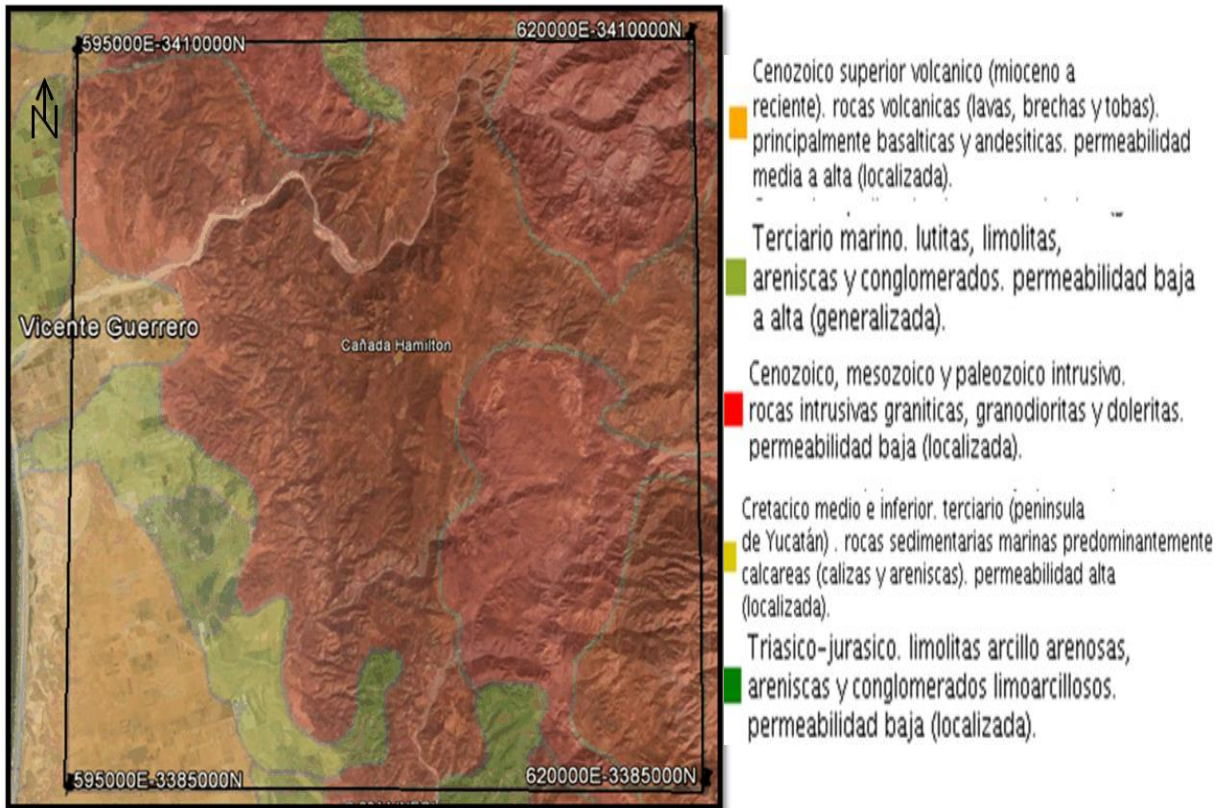 595000E-3410000N
620000E-3410000N
N
Vicente Guerrero
Cañada Hamilton
595000E-3385000N
620000E-3385000N
Cenozoico superior volcanico (mioceno a
reciente). rocas volcanicas (lavas, brechas y tobas).
principalmente basalticas y andesiticas. permeabilidad
media a alta (localizada).
Terciario marino. lutitas, limolitas,
areniscas y conglomerados. permeabilidad baja
a alta (generalizada).
Cenozoico, mesozoico y paleozoico intrusivo.
rocas intrusivas graniticas, granodioritas y doleritas.
permeabilidad baja (localizada).
Cretacico medio e inferior. terciario (peninsula
de Yucatán) . rocas sedimentarias marinas predominantemente
calcareas (calizas y areniscas). permeabilidad alta
(localizada).
Triasico-jurasico. limolitas arcillo arenosas,
areniscas y conglomerados limoarcillosos.
permeabilidad baja (localizada).